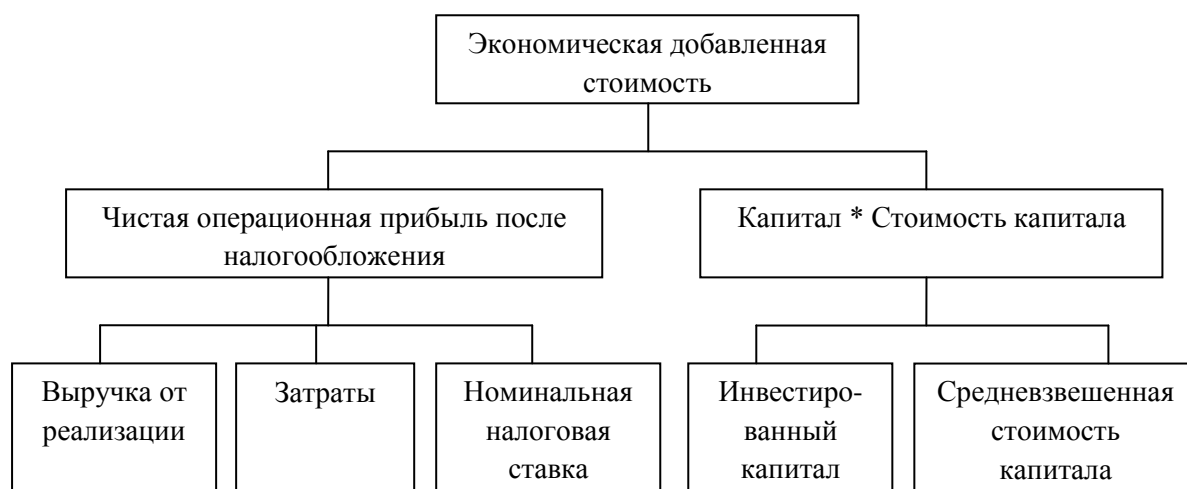 Экономическая добавленная
стоимость
Чистая операционная прибыль после
налогообложения
Капитал * Стоимость капитала
Выручка от
реализации
Затраты
Номинальная
налоговая
ставка
Инвестиро-
ванный
капитал
Средневзвешенная
стоимость
капитала